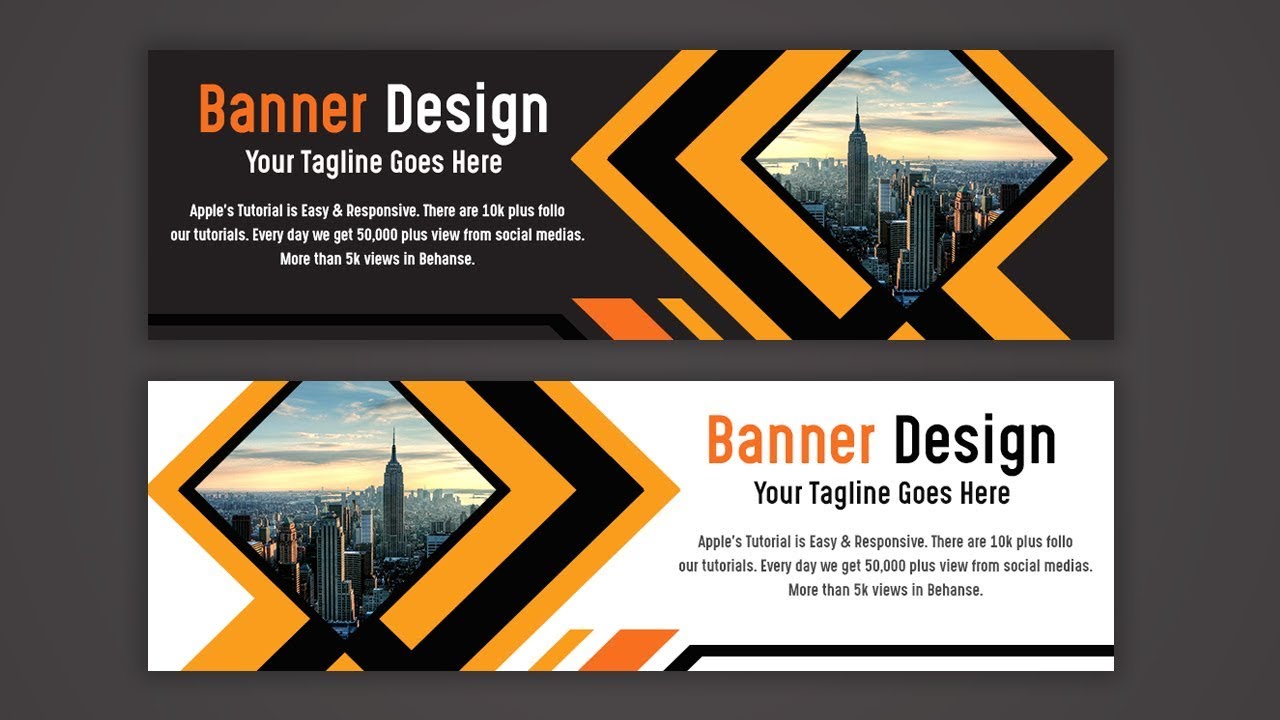 Banner Design
Your Tagline Goes Here
Apple's Tutorial is Easy & Responsive. There are 10k plus follo
our tutorials. Every day we get 50,000 plus view from social medias.
More than 5k views in Behanse.
Banner Design
Your Tagline Goes Here
Apple's Tutorial is Easy & Responsive. There are 10k plus follo
our tutorials. Every day we get 50,000 plus view from social medias.
More than 5k views in Behanse.